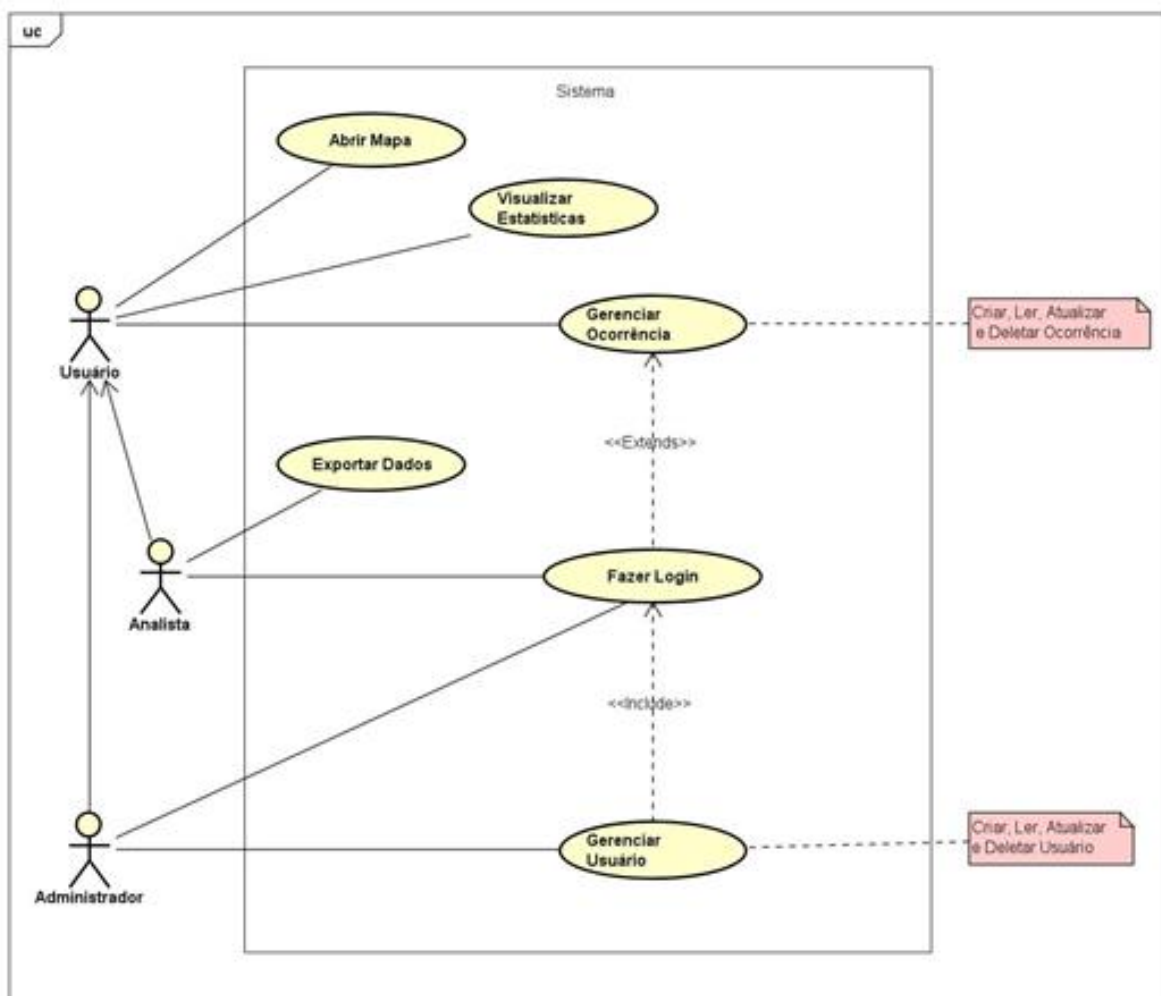 uc
Sistema
Abrir Mapa
Visualizar
Estatisticas
Gerenciar
Ocorrência
Criar, Ler, Atualizar
e Deletar Ocorrência
Usuário
<<Extends>>
Exportar Dados
Fazer Login
Analista
<<Include>>
Gerenciar
Usuário
Criar, Ler, Atualizar
e Deletar Usuário
Administrador